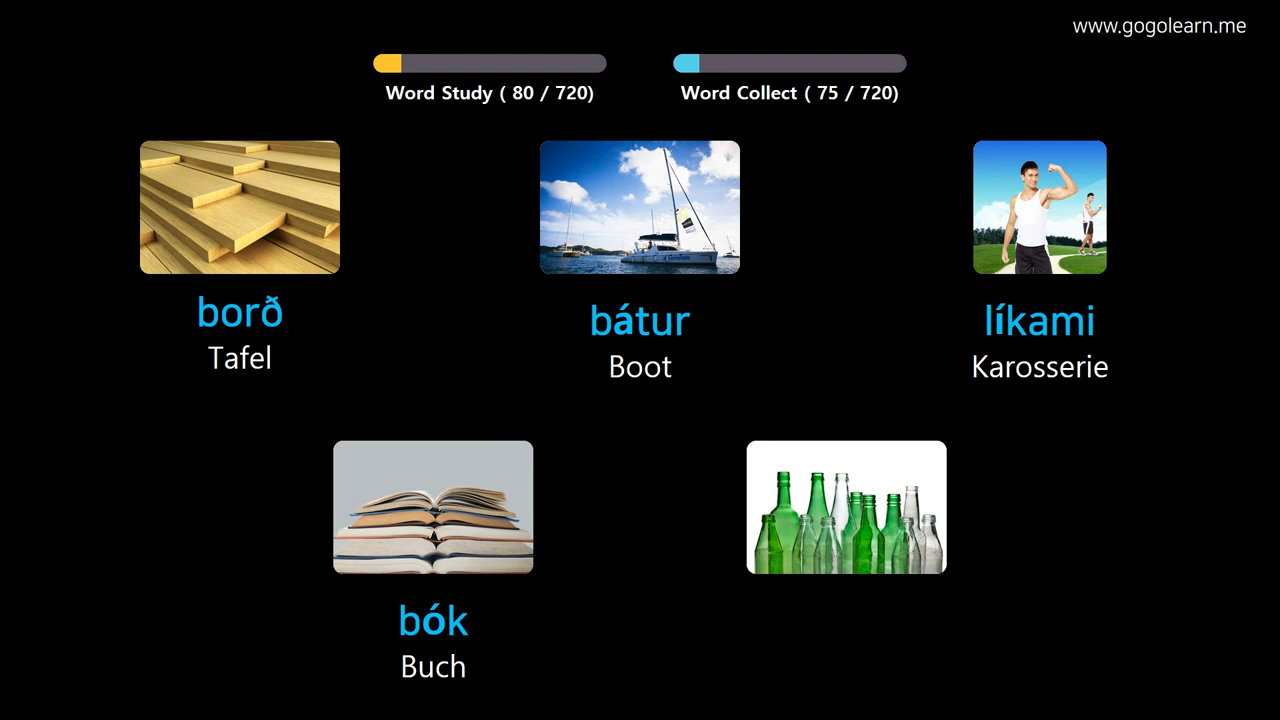 www.gogolearn.me
Word Study ( 80 / 720)
Word Collect ( 75 / 720)
borð
Tafel
bátur
Boot
líkami
Karosserie
bók
Buch